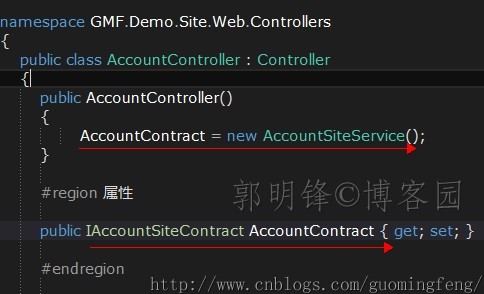 namespace GMF.Demo.Site.Web.Controllers
{
public class AccountController : Controller
{
public AccountController()
{
AccountContract = new AccountSiteService();
}
#region 属性
郭明锋©博客园
public IAccountSiteContract AccountContract { get; set; }
#endregion
http://www.cnblogs.com/guomingfeng/